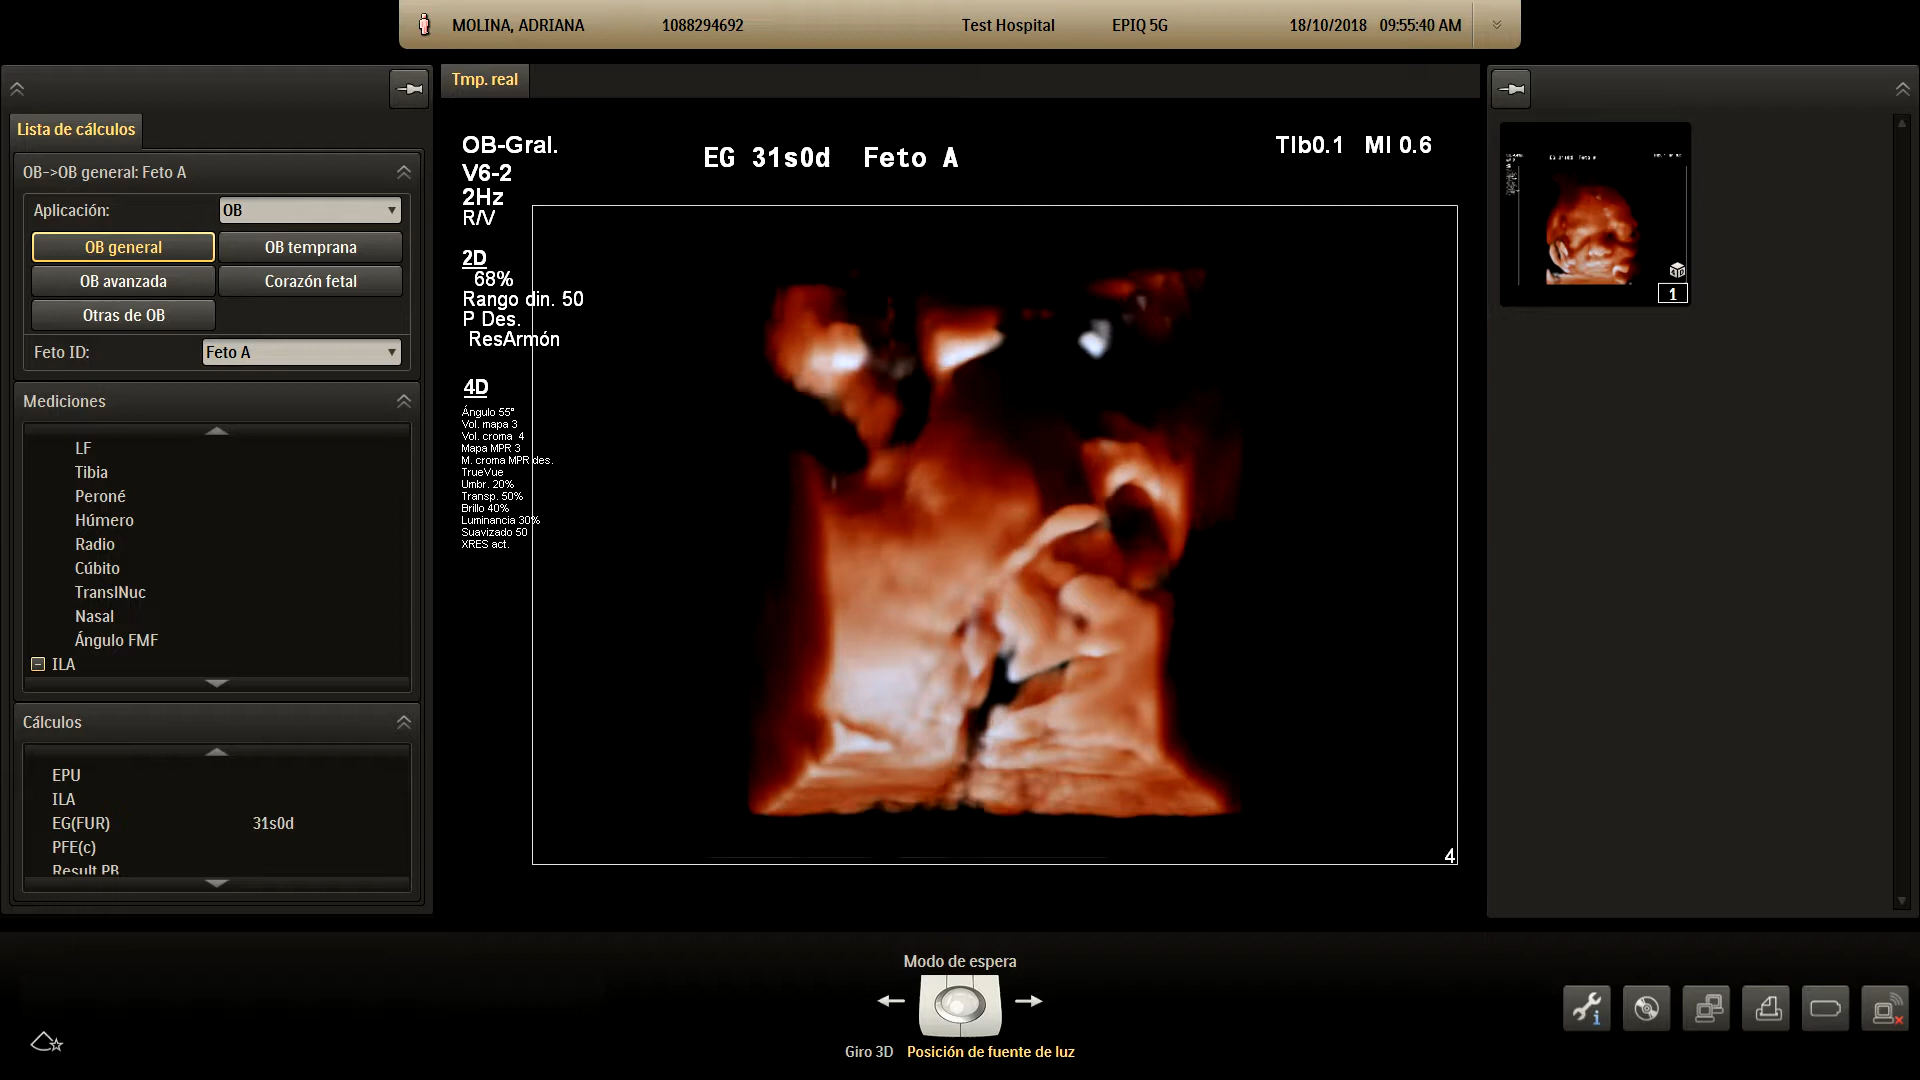 MOLINA, ADRIANA 1088294692 Test Hospital EPIQ 5G 18/10/2018 09:55:40 AM
Lista de cálculos
OB->OB general: Feto A
Aplicación: OB
OB general OB temprana
OB avanzada Corazón fetal
Otras de OB
Feto ID: Feto A
Mediciones
LF
Tibia
Peroné
Húmero
Radio
Cúbito
TranslNuc
Nasal
Ángulo FMF
ILA
Cálculos
EPU
ILA
EG(FUR) 31s0d
PFE(c)
Result PB
Tmp. real
OB-Gral.
V6-2
2Hz
R/V
EG 31s0d Feto A
TIb0.1 MI 0.6
2D
68%
Rango din. 50
P Des.
ResArmón
4D
Ángulo 55°
Vol. mapa 3
Vol. croma 4
Mapa MPR 3
M. croma MPR des.
TrueVue
Umbr. 20%
Transp. 50%
Brillo 40%
Luminancia 30%
Suavizado 50
XRES act.
4
1
Modo de espera
Giro 3D Posición de fuente de luz